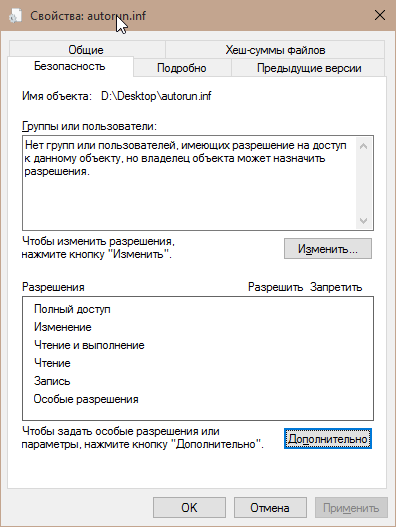 Свойства: autorun.inf
Общие
Хеш-суммы файлов
Безопасность
Подробно
Предыдущие версии
Имя объекта: D:\Desktop\autorun.inf
Группы или пользователи:
Нет групп или пользователей, имеющих разрешение на доступ
к данному объекту, но владелец объекта может назначить
разрешения.
Чтобы изменить разрешения,
нажмите кнопку "Изменить".
Изменить...
Разрешения
Разрешить
Запретить
Полный доступ
Изменение
Чтение и выполнение
Чтение
Запись
Особые разрешения
Чтобы задать особые разрешения или
параметры, нажмите кнопку "Дополнительно".
Дополнительно
OK
Отмена
Применить